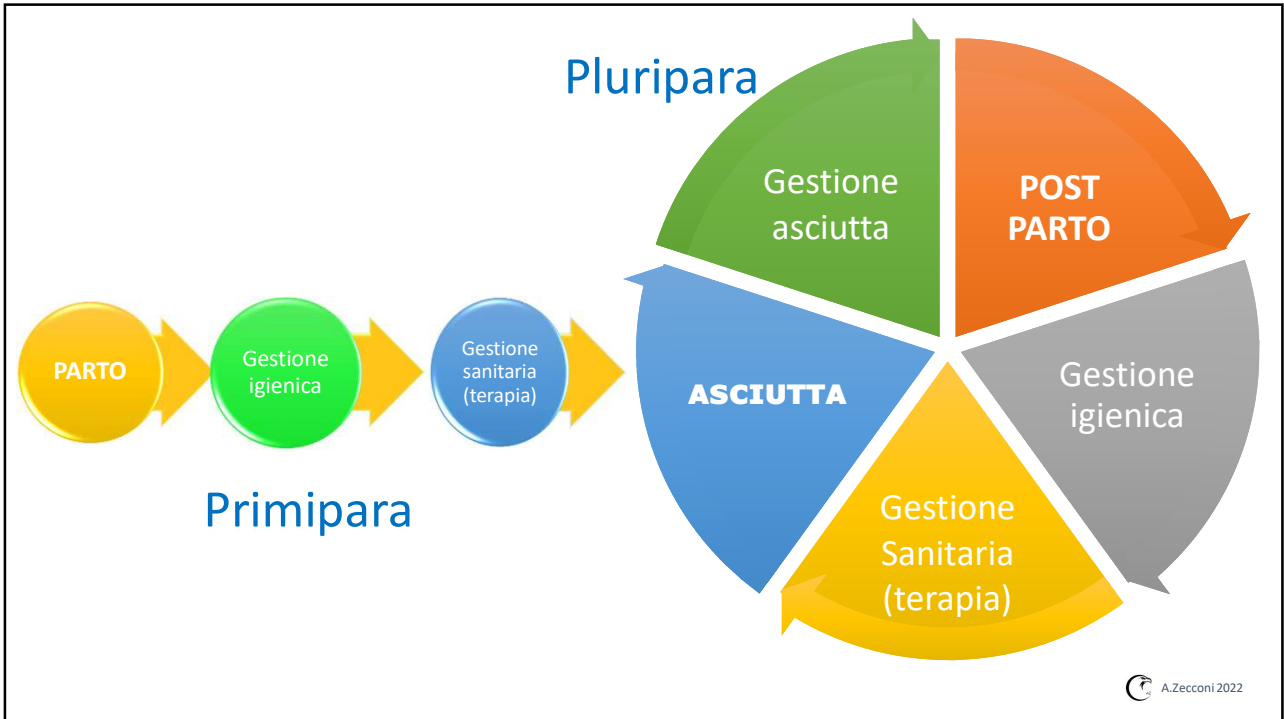 Pluripara
Gestione
asciutta
POST
PARTO
PARTO
Gestione
igienica
Gestione
sanitaria
(terapia)
ASCIUTTA
Gestione
igienica
Primipara
Gestione
Sanitaria
(terapia)
A.Zecconi 2022